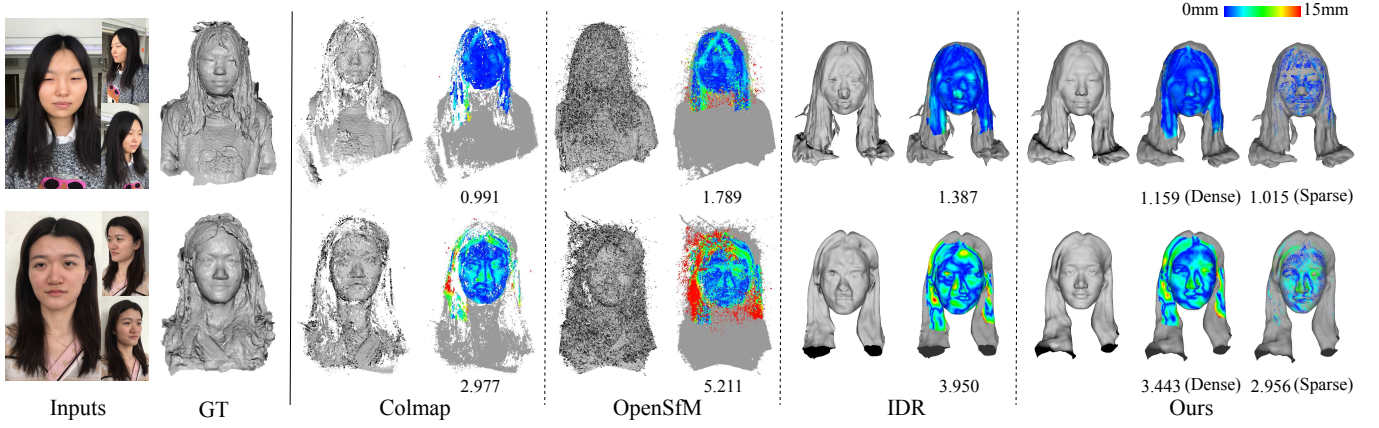 0mm 15mm
0.991 1.789 1.387 1.159 (Dense) 1.015 (Sparse)
2.977 5.211 3.950 3.443 (Dense) 2.956 (Sparse)
Inputs GT Colmap OpenSfM IDR Ours